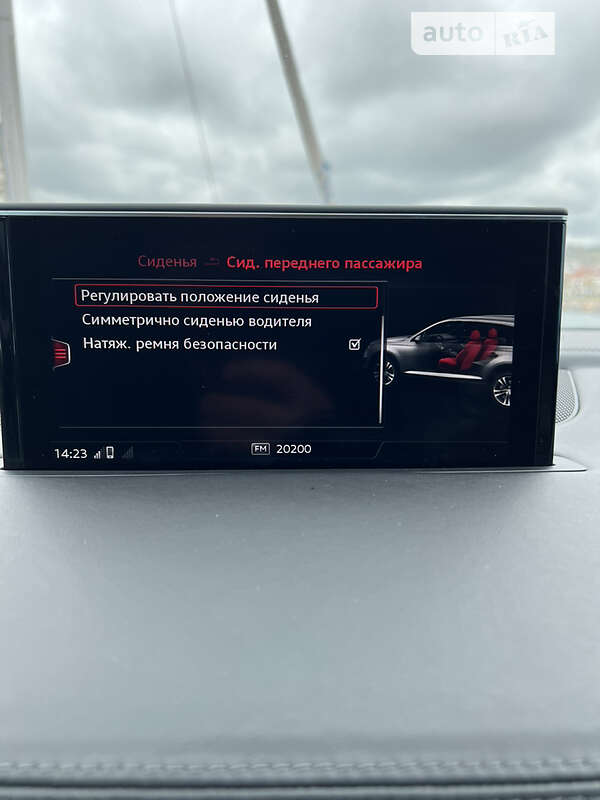 auto RIA
Сиденья Сид. переднего пассажира
Регулировать положение сиденья
Симметрично сиденью водителя
Натяж. ремня безопасности
14:23 FM 20200